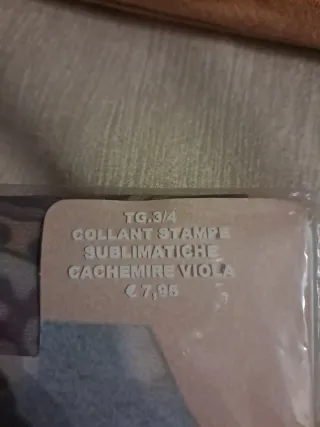 TG.3/4
COLLANT STAMPE
SUBLIMATICHE
CACHEMIRE VIOLA
€ 7,95